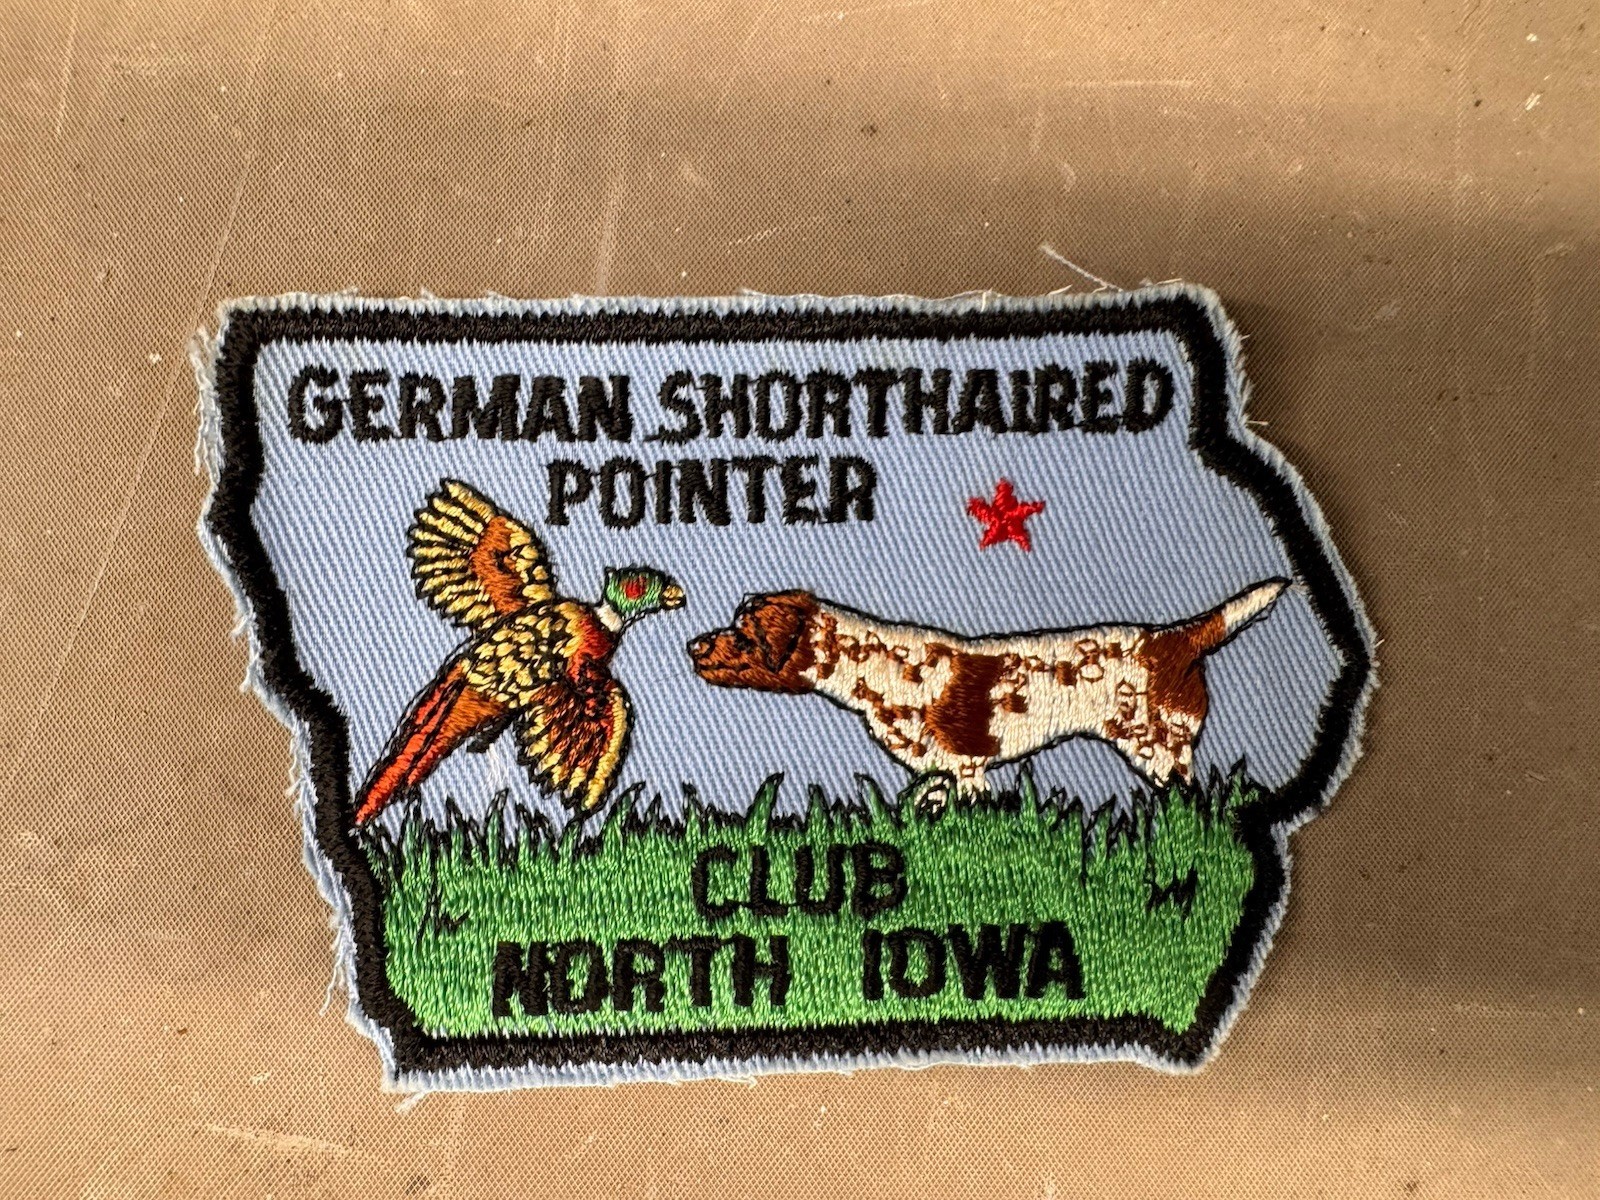 GERMAN SHORTHAIRED
POINTER
CLUB
NORTH IOWA